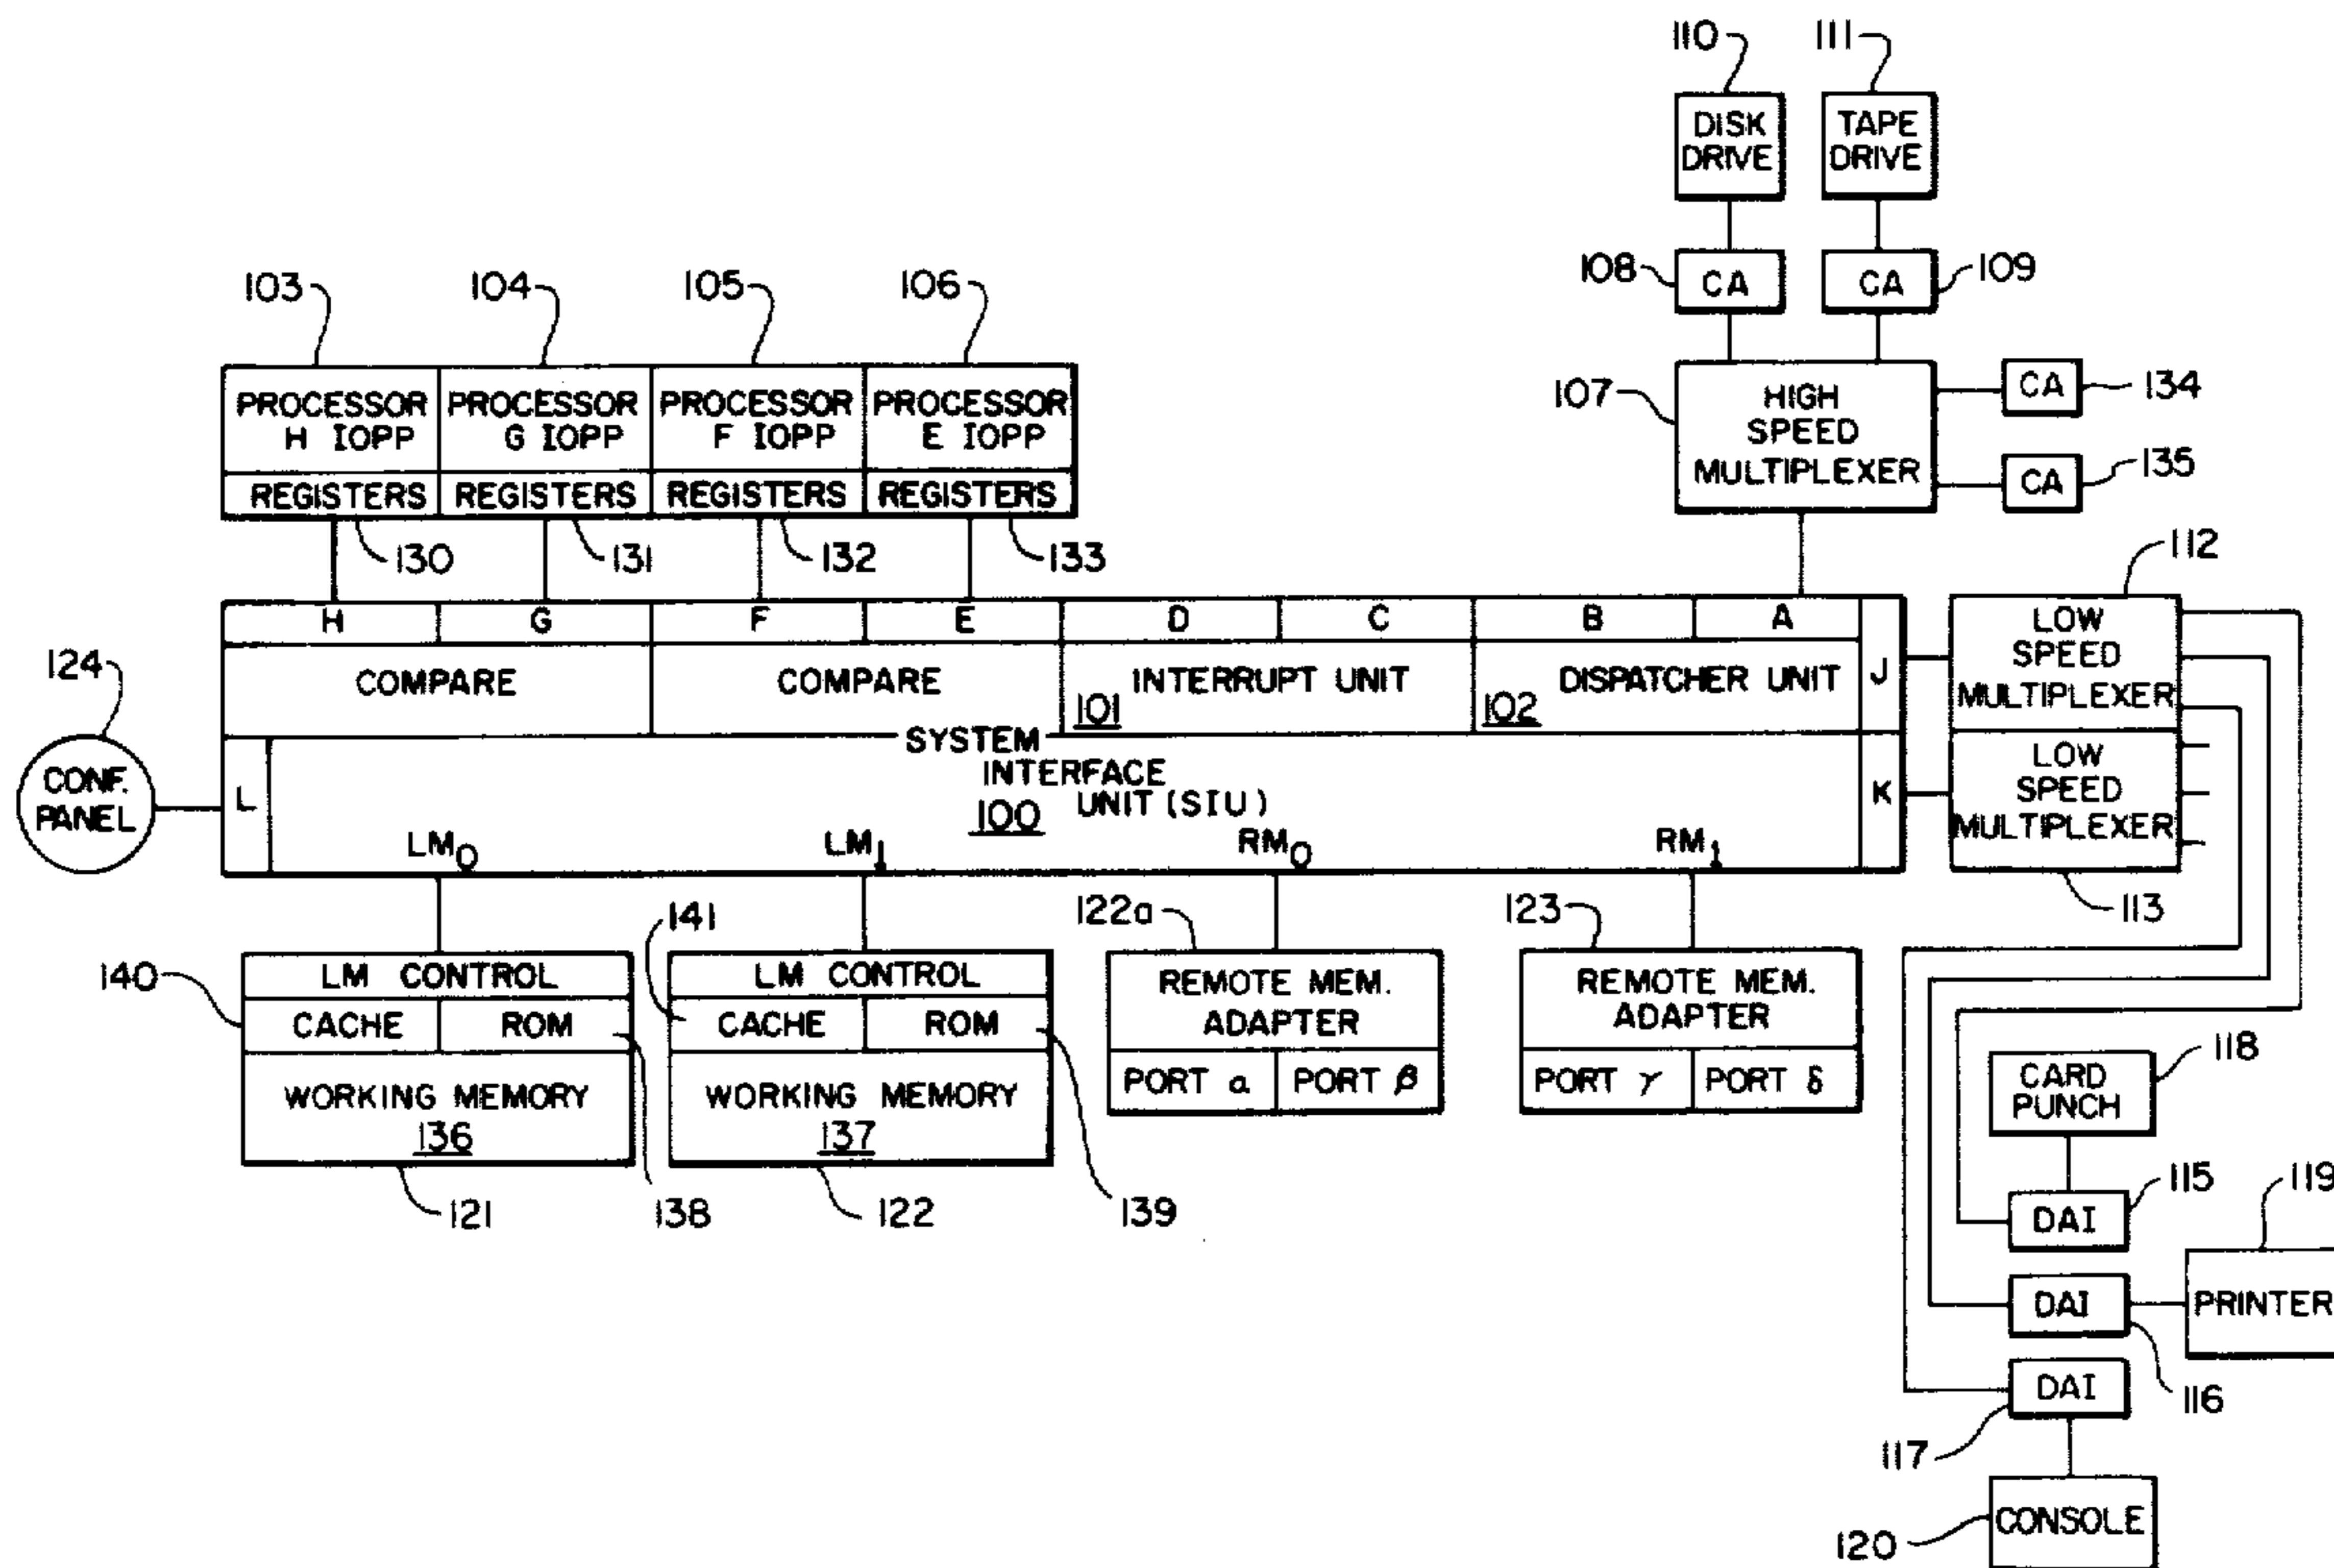 110
111
DISK
DRIVE
TAPE
DRIVE
108
CA
CA
109
103
104
105
106
PROCESSOR
H IOPP
PROCESSOR
G IOPP
PROCESSOR
F IOPP
PROCESSOR
E IOPP
REGISTERS
REGISTERS
REGISTERS
REGISTERS
130
131
132
133
107
HIGH
SPEED
MULTIPLEXER
CA
134
CA
135
112
H
G
F
E
D
C
B
A
J
LOW
SPEED
MULTIPLEXER
COMPARE
COMPARE
INTERRUPT UNIT
101
DISPATCHER UNIT
102
124
CONF.
PANEL
L
SYSTEM
INTERFACE
UNIT (SIU)
100
K
LOW
SPEED
MULTIPLEXER
113
LM0
LM1
RM0
RM1
140
LM CONTROL
CACHE
ROM
WORKING MEMORY
136
121
138
141
LM CONTROL
CACHE
ROM
WORKING MEMORY
137
122
139
122a
REMOTE MEM.
ADAPTER
PORT α
PORT β
123
REMOTE MEM.
ADAPTER
PORT γ
PORT δ
CARD
PUNCH
118
DAI
115
119
DAI
116
PRINTER
DAI
117
CONSOLE
120